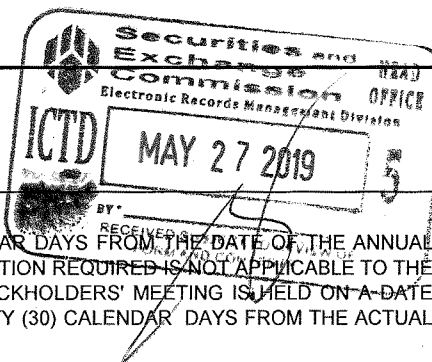 Securities and
Exchange
Commission
HEAD
OFFICE
Electronic Records Management Division
ICTD
MAY 27 2019
5
BY
RECEIVED
AR DAYS FROM THE DATE OF THE ANNUAL
TION REQUIRED IS NOT APPLICABLE TO THE
CKHOLDERS' MEETING IS HELD ON A DATE
Y (30) CALENDAR DAYS FROM THE ACTUAL